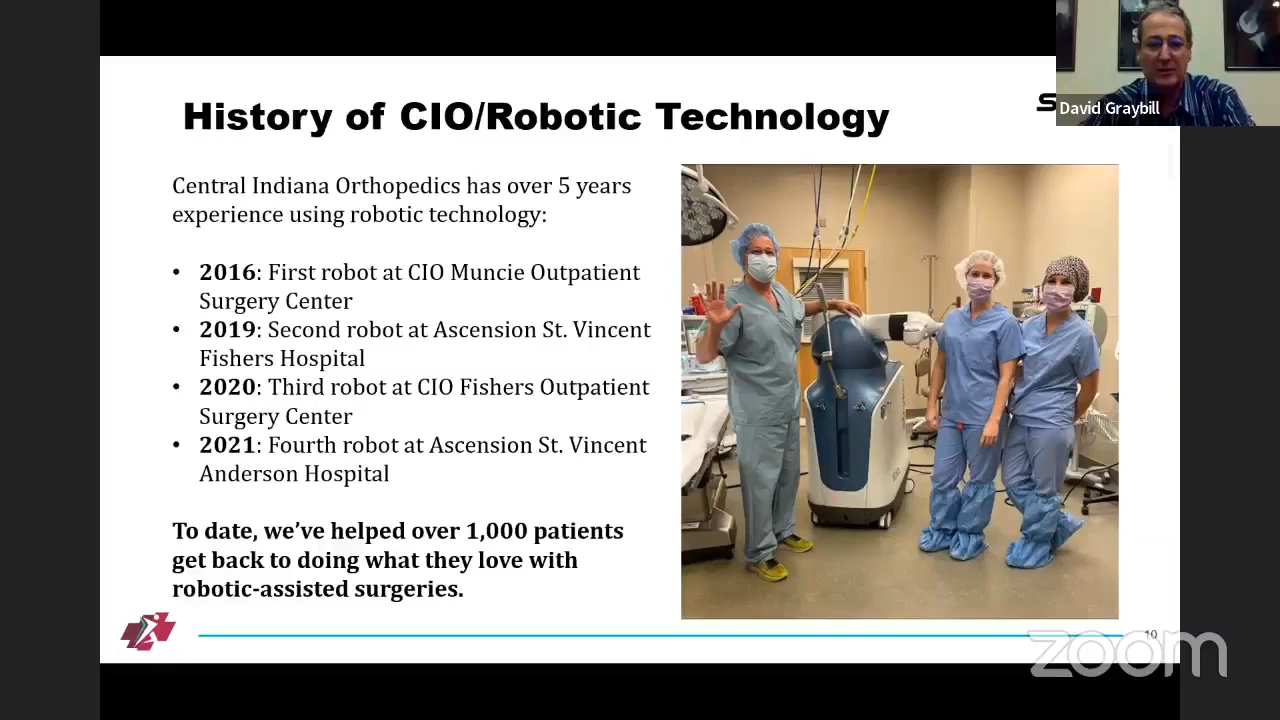 History of CIO/Robotic Technology
S
David Graybill
Central Indiana Orthopedics has over 5 years
experience using robotic technology:
• 2016: First robot at CIO Muncie Outpatient
Surgery Center
• 2019: Second robot at Ascension St. Vincent
Fishers Hospital
• 2020: Third robot at CIO Fishers Outpatient
Surgery Center
• 2021: Fourth robot at Ascension St. Vincent
Anderson Hospital
To date, we’ve helped over 1,000 patients
get back to doing what they love with
robotic-assisted surgeries.
10
zoom